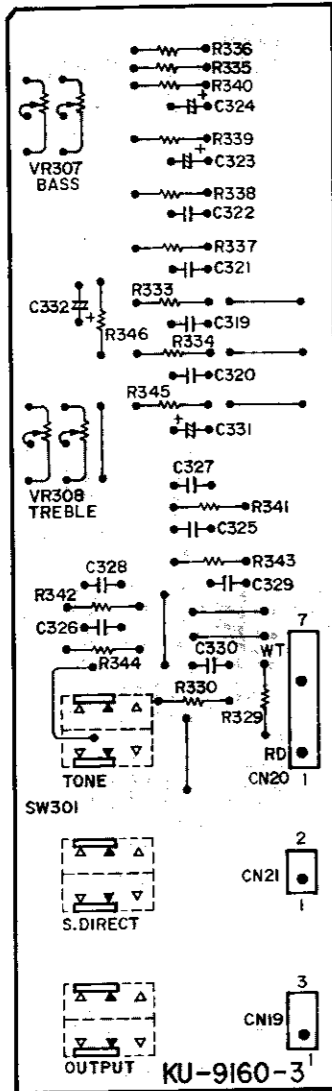 R336
R335
R340
+
C324
R339
+
C323
VR307
BASS
R338
C322
R337
C321
C332
+
R333
R346
C319
R334
C320
R345
+
C331
VR308
TREBLE
C327
R341
C325
R343
C328
C329
R342
C326
7
WT
C330
R344
R330
R329
RD
TONE
CN20
1
SW301
2
CN21
1
S.DIRECT
3
CN19
1
OUTPUT
KU-9160-3